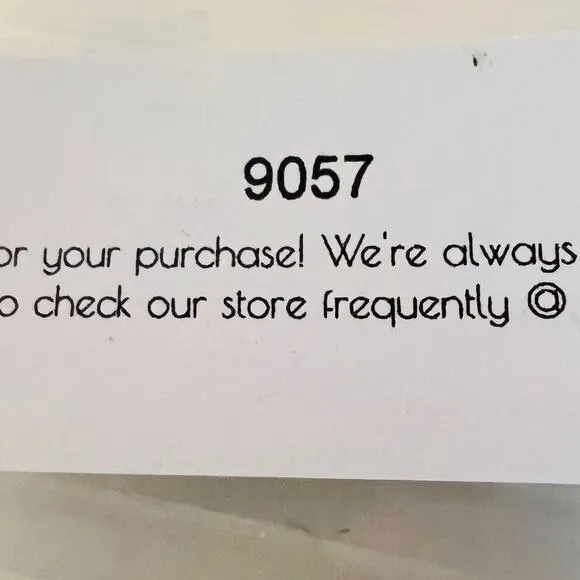 9057
or your purchase! We're always
o check our store frequently @